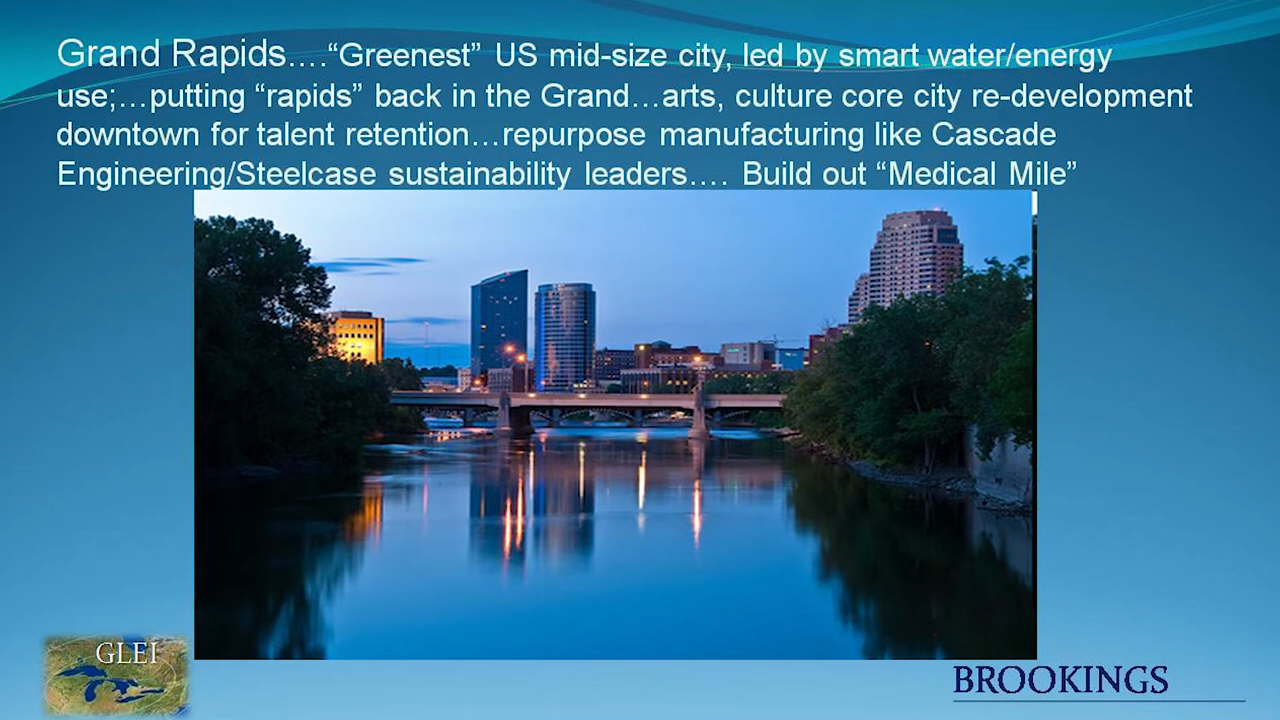 Grand Rapids….“Greenest” US mid-size city, led by smart water/energy
use;…putting “rapids” back in the Grand…arts, culture core city re-development
downtown for talent retention…repurpose manufacturing like Cascade
Engineering/Steelcase sustainability leaders…. Build out “Medical Mile”
GLEI
BROOKINGS